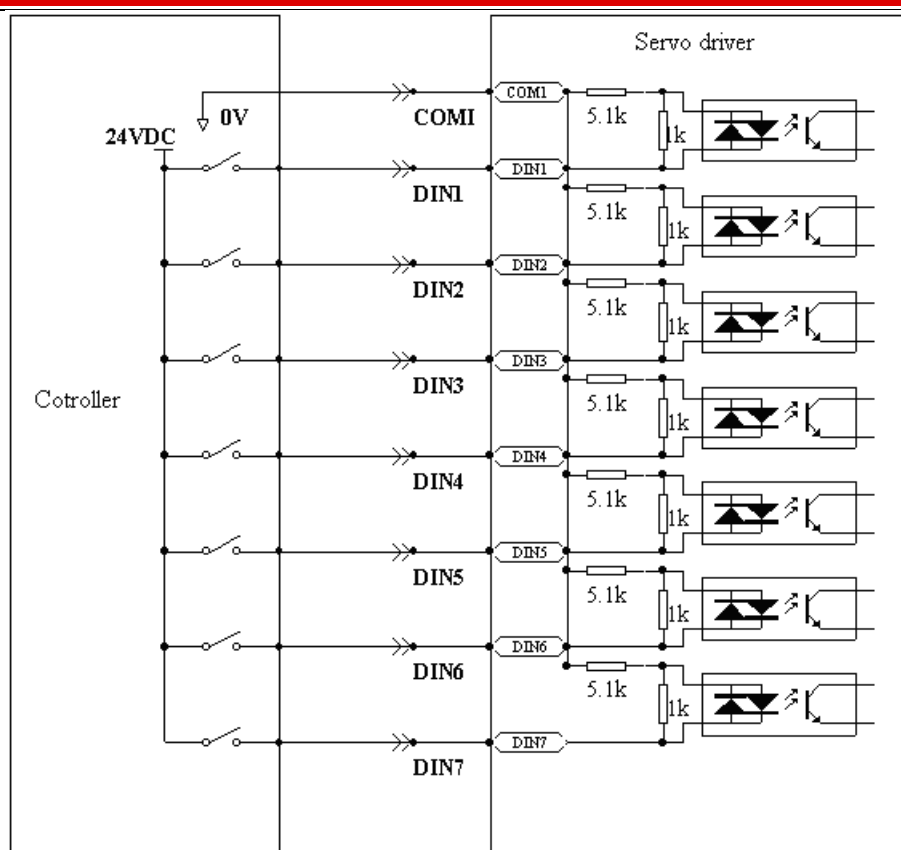 Servo driver
COM1
5.1k
1k
0V
COMI
24VDC
DIN1
DIN1
5.1k
1k
DIN2
DIN2
5.1k
1k
DIN3
DIN3
5.1k
1k
Cotroller
DIN4
DIN4
5.1k
1k
DIN5
DIN5
5.1k
1k
DIN6
DIN6
5.1k
1k
DIN7
DIN7